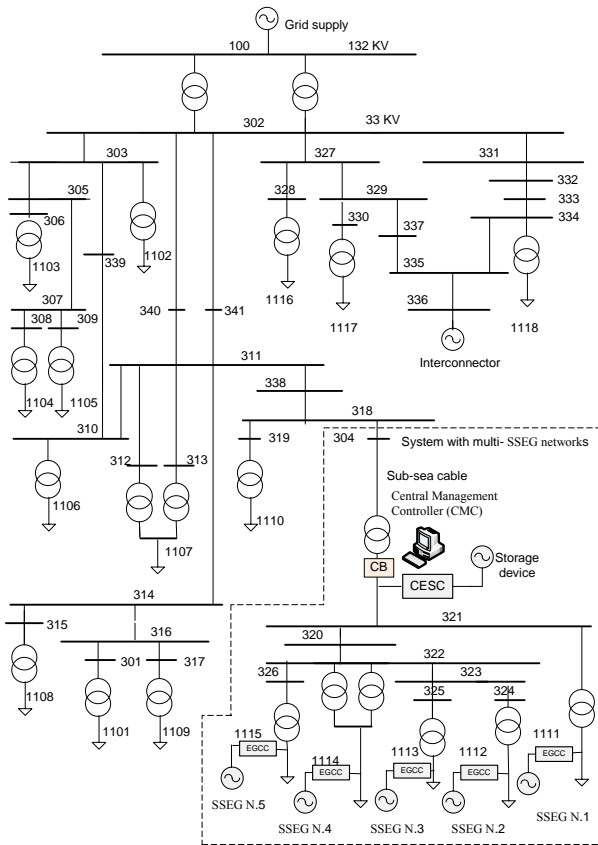 Grid supply
100
132 KV
302
33 KV
303
327
331
332
305
328
329
333
306
334
330
337
1103
339
1102
335
1116
307
340
341
336
308
309
1117
1118
Interconnector
311
1104
1105
338
310
318
319
304
System with multi- SSEG networks
312
313
Sub-sea cable
Central Management
Controller (CMC)
1106
1110
1107
CB
Storage
device
CESC
314
315
321
316
320
322
301
317
326
323
325
324
1108
1101
1109
1115
1114
1113
1112
1111
EGCC
EGCC
EGCC
EGCC
EGCC
SSEG N.5
SSEG N.4
SSEG N.3
SSEG N.2
SSEG N.1